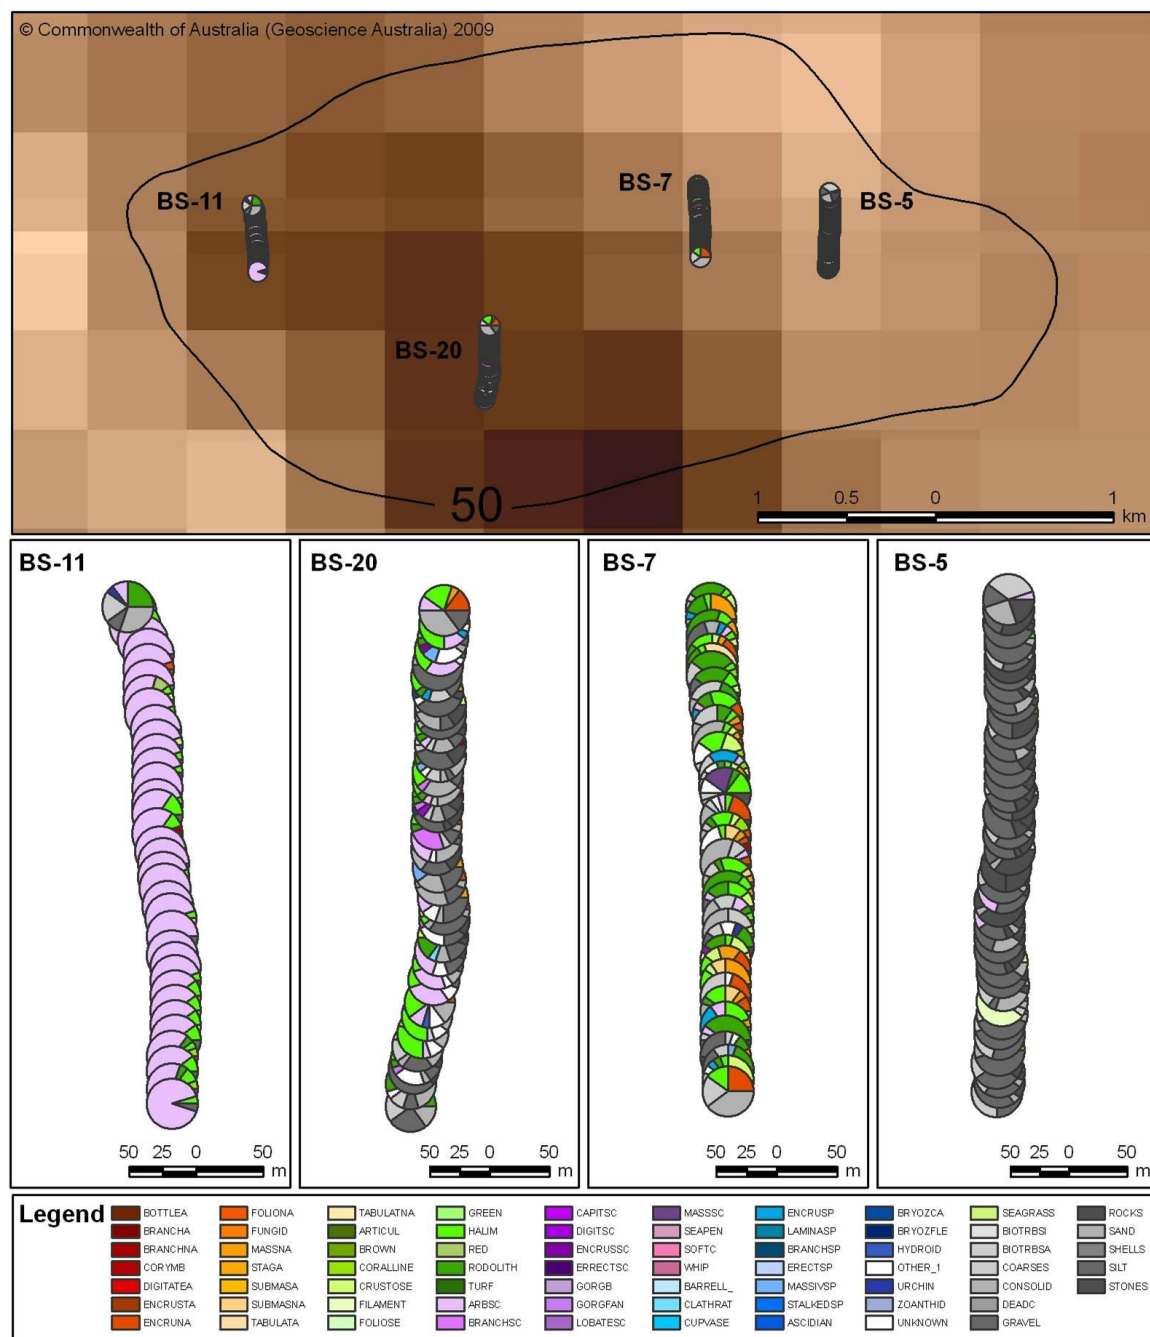 © Commonwealth of Australia (Geoscience Australia) 2009
BS-7
BS-11
BS-5
BS-20
50
1 0.5 0 1
km
BS-11
BS-20
BS-7
BS-5
50 25 0 50
m
50 25 0 50
m
50 25 0 50
m
50 25 0 50
m
Legend
BOTTLEA
BRANCHA
BRANCHNA
CORYMB
DIGITATEA
ENCRUSTA
ENCRUNA
FOLIONA
FUNGID
MASSNA
STAGA
SUBMASA
SUBMASNA
TABULATA
TABULATNA
ARTICUL
BROWN
CORALLINE
CRUSTOSE
FILAMENT
FOLIOSE
GREEN
HALIM
RED
RODOLITH
TURF
ARBSC
BRANCHSC
CAPITSC
DIGITSC
ENCRUSSC
ERRECTSC
GORGB
GORGFAN
LOBATESC
MASSSC
SEAPEN
SOFTC
WHIP
BARRELL_
CLATHRAT
CUPVASE
ENCRUSP
LAMINASP
BRANCHSP
ERECTSP
MASSIVSP
STALKEDSP
ASCIDIAN
BRYOZCA
BRYOZFLE
HYDROID
OTHER_1
URCHIN
ZOANTHID
UNKNOWN
SEAGRASS
BIOTRBSI
BIOTRBSA
COARSES
CONSOLID
DEADC
GRAVEL
ROCKS
SAND
SHELLS
SILT
STONES